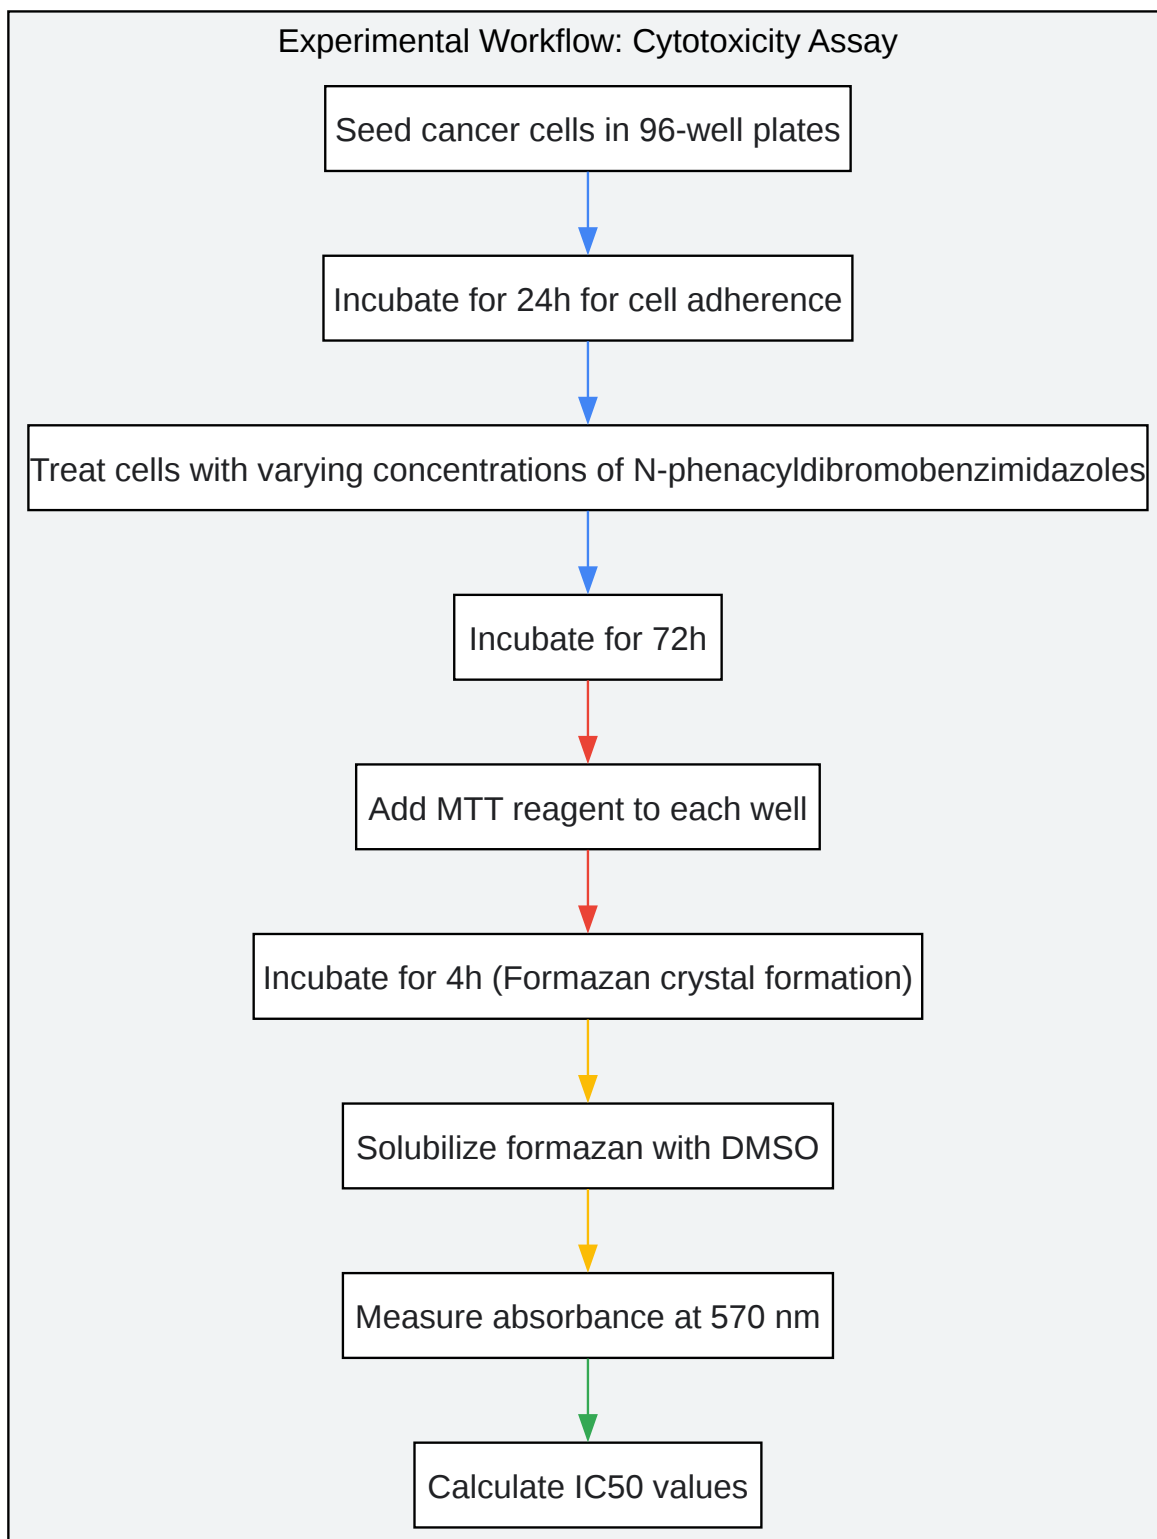 Experimental Workflow: Cytotoxicity Assay
Seed cancer cells in 96-well plates
Incubate for 24h for cell adherence
Treat cells with varying concentrations of N-phenacyldibromobenzimidazoles
Incubate for 72h
Add MTT reagent to each well
Incubate for 4h (Formazan crystal formation)
Solubilize formazan with DMSO
Measure absorbance at 570 nm
Calculate IC50 values